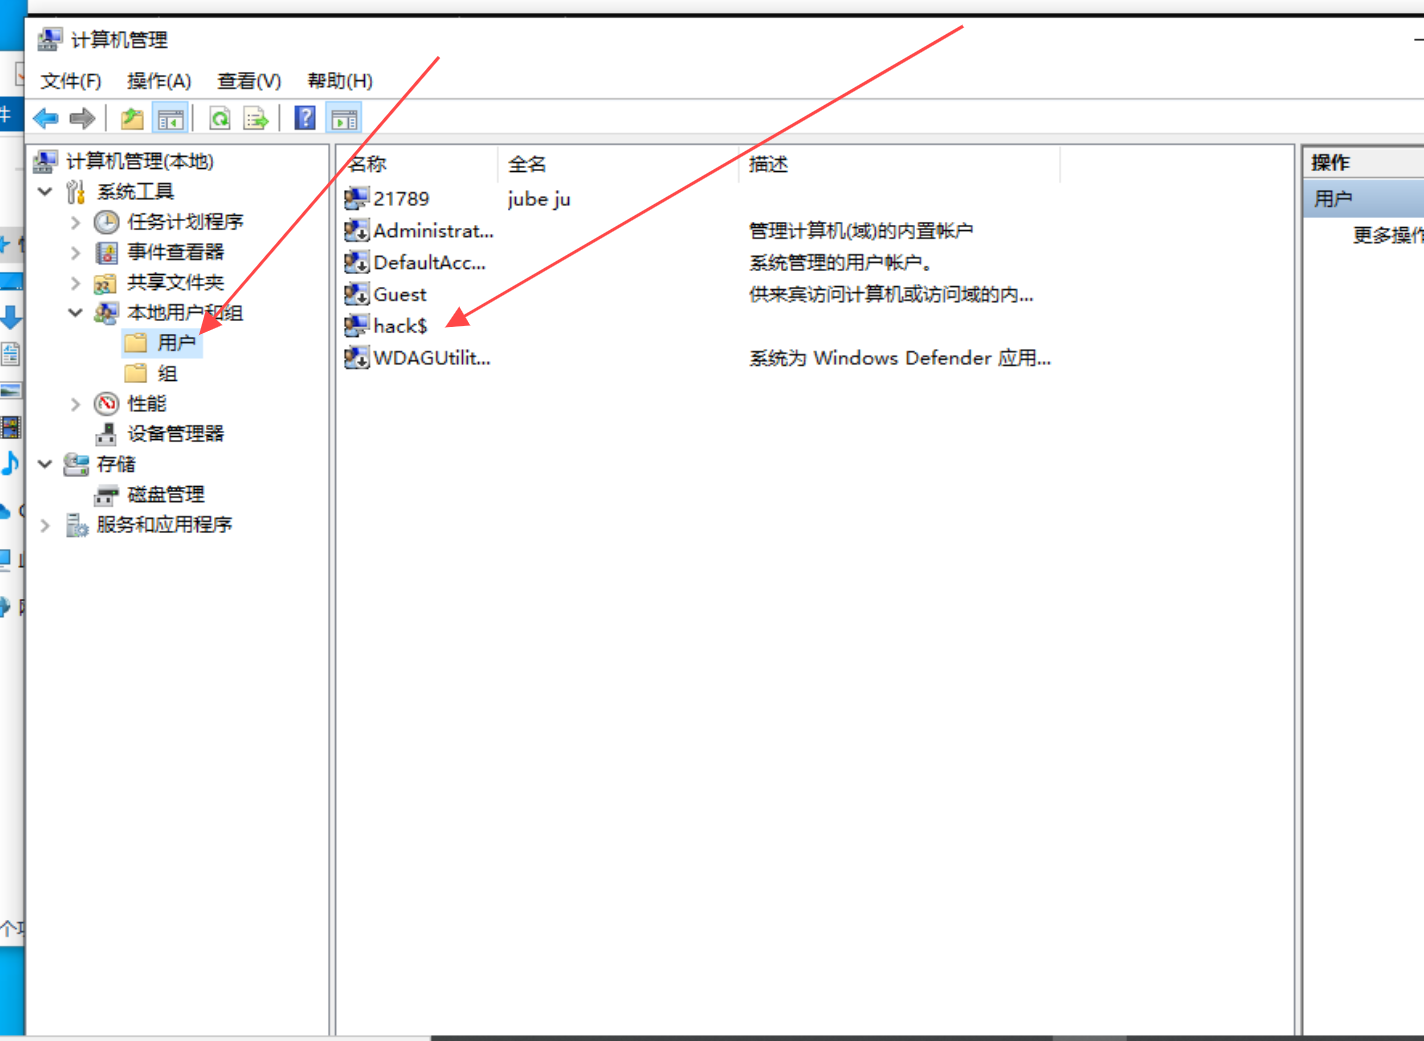 计算机管理
文件(F) 操作(A) 查看(V) 帮助(H)
计算机管理(本地)
系统工具
任务计划程序
事件查看器
共享文件夹
本地用户和组
用户
组
性能
设备管理器
存储
磁盘管理
服务和应用程序
名称 全名 描述
21789 jube ju
Administrat... 管理计算机(域)的内置帐户
DefaultAcc... 系统管理的用户帐户。
Guest 供来宾访问计算机或访问域的内...
hack$
WDAGUtilit... 系统为 Windows Defender 应用...
操作
用户
更多操作
件
个项